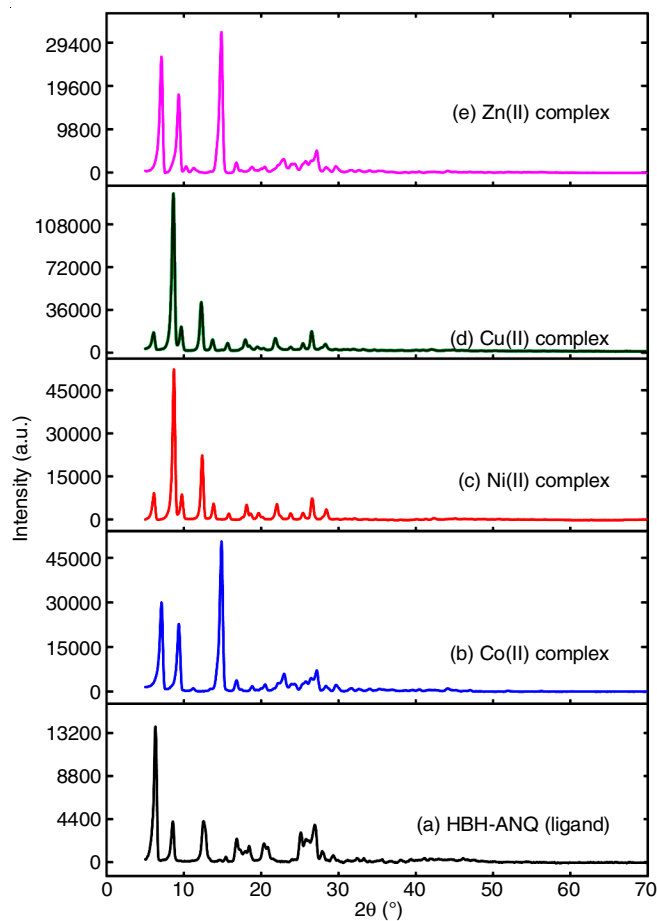 29400
19600
9800
0
(e) Zn(II) complex
108000
72000
36000
0
(d) Cu(II) complex
45000
30000
15000
0
(c) Ni(II) complex
Intensity (a.u.)
45000
30000
15000
0
(b) Co(II) complex
13200
8800
4400
0
(a) HBH-ANQ (ligand)
0 10 20 30 40 50 60 70
2θ (°)